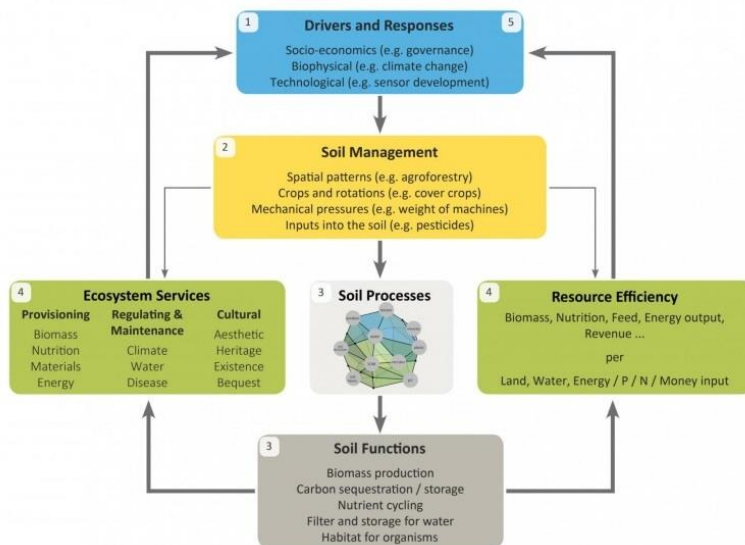 1
Drivers and Responses
5
Socio-economics (e.g. governance)
Biophysical (e.g. climate change)
Technological (e.g. sensor development)
2
Soil Management
Spatial patterns (e.g. agroforestry)
Crops and rotations (e.g. cover crops)
Mechanical pressures (e.g. weight of machines)
Inputs into the soil (e.g. pesticides)
4
Ecosystem Services
Provisioning
Biomass
Nutrition
Materials
Energy
Regulating &
Maintenance
Climate
Water
Disease
Cultural
Aesthetic
Heritage
Existence
Bequest
3
Soil Processes
4
Resource Efficiency
Biomass, Nutrition, Feed, Energy output,
Revenue ...
per
Land, Water, Energy / P / N / Money input
3
Soil Functions
Biomass production
Carbon sequestration / storage
Nutrient cycling
Filter and storage for water
Habitat for organisms